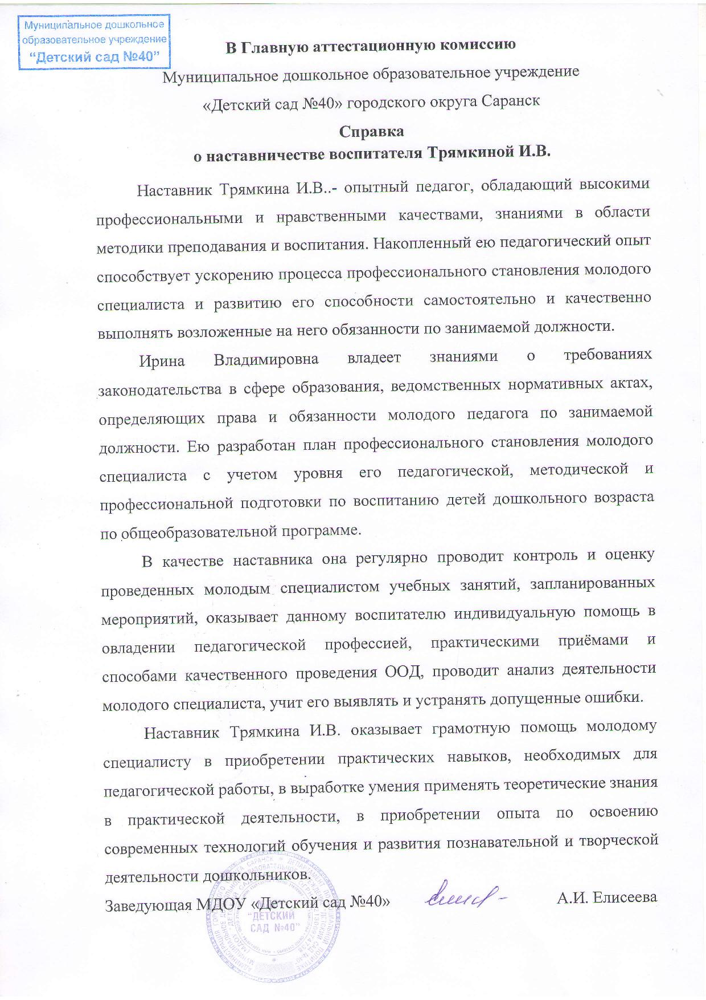 Муниципальное дошкольное
образовательное учреждение
“Детский сад №40”
В Главную аттестационную комиссию
Муниципальное дошкольное образовательное учреждение
«Детский сад №40» городского округа Саранск
Справка
о наставничестве воспитателя Трямкиной И.В.
Наставник Трямкина И.В..- опытный педагог, обладающий высокими
профессиональными и нравственными качествами, знаниями в области
методики преподавания и воспитания. Накопленный ею педагогический опыт
способствует ускорению процесса профессионального становления молодого
специалиста и развитию его способности самостоятельно и качественно
выполнять возложенные на него обязанности по занимаемой должности.
Ирина Владимировна владеет знаниями о требованиях
законодательства в сфере образования, ведомственных нормативных актах,
определяющих права и обязанности молодого педагога по занимаемой
должности. Ею разработан план профессионального становления молодого
специалиста с учетом уровня его педагогической, методической и
профессиональной подготовки по воспитанию детей дошкольного возраста
по общеобразовательной программе.
В качестве наставника она регулярно проводит контроль и оценку
проведенных молодым специалистом учебных занятий, запланированных
мероприятий, оказывает данному воспитателю индивидуальную помощь в
овладении педагогической профессией, практическими приёмами и
способами качественного проведения ООД, проводит анализ деятельности
молодого специалиста, учит его выявлять и устранять допущенные ошибки.
Наставник Трямкина И.В. оказывает грамотную помощь молодому
специалисту в приобретении практических навыков, необходимых для
педагогической работы, в выработке умения применять теоретические знания
в практической деятельности, в приобретении опыта по освоению
современных технологий обучения и развития познавательной и творческой
деятельности дошкольников.
Заведующая МДОУ «Детский сад №40» А.И. Елисеева
“ДЕТСКИЙ
САД №40”